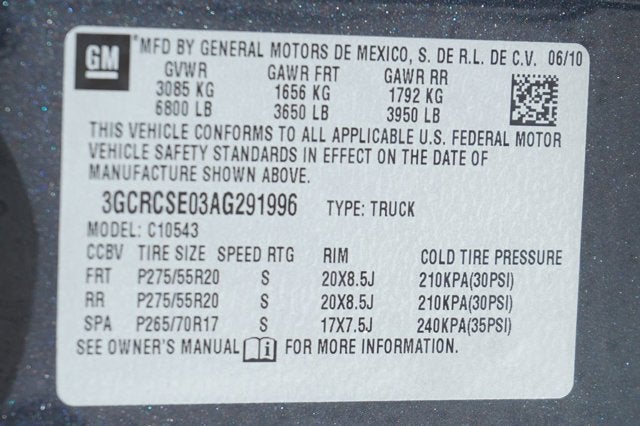 GM
*MFD BY GENERAL MOTORS DE MEXICO, S. DE R.L. DE C.V. 06/10
GVWR GAWR FRT GAWR RR
3085 KG 1656 KG 1792 KG
6800 LB 3650 LB 3950 LB
THIS VEHICLE CONFORMS TO ALL APPLICABLE U.S. FEDERAL MOTOR
VEHICLE SAFETY STANDARDS IN EFFECT ON THE DATE OF
MANUFACTURE SHOWN ABOVE.
3GCRCSE03AG291996 TYPE: TRUCK
MODEL: C10543
CCBV TIRE SIZE SPEED RTG RIM COLD TIRE PRESSURE
FRT P275/55R20 S 20X8.5J 210KPA(30PSI)
RR P275/55R20 S 20X8.5J 210KPA(30PSI)
SPA P265/70R17 S 17X7.5J 240KPA(35PSI)
SEE OWNER'S MANUAL i FOR MORE INFORMATION.